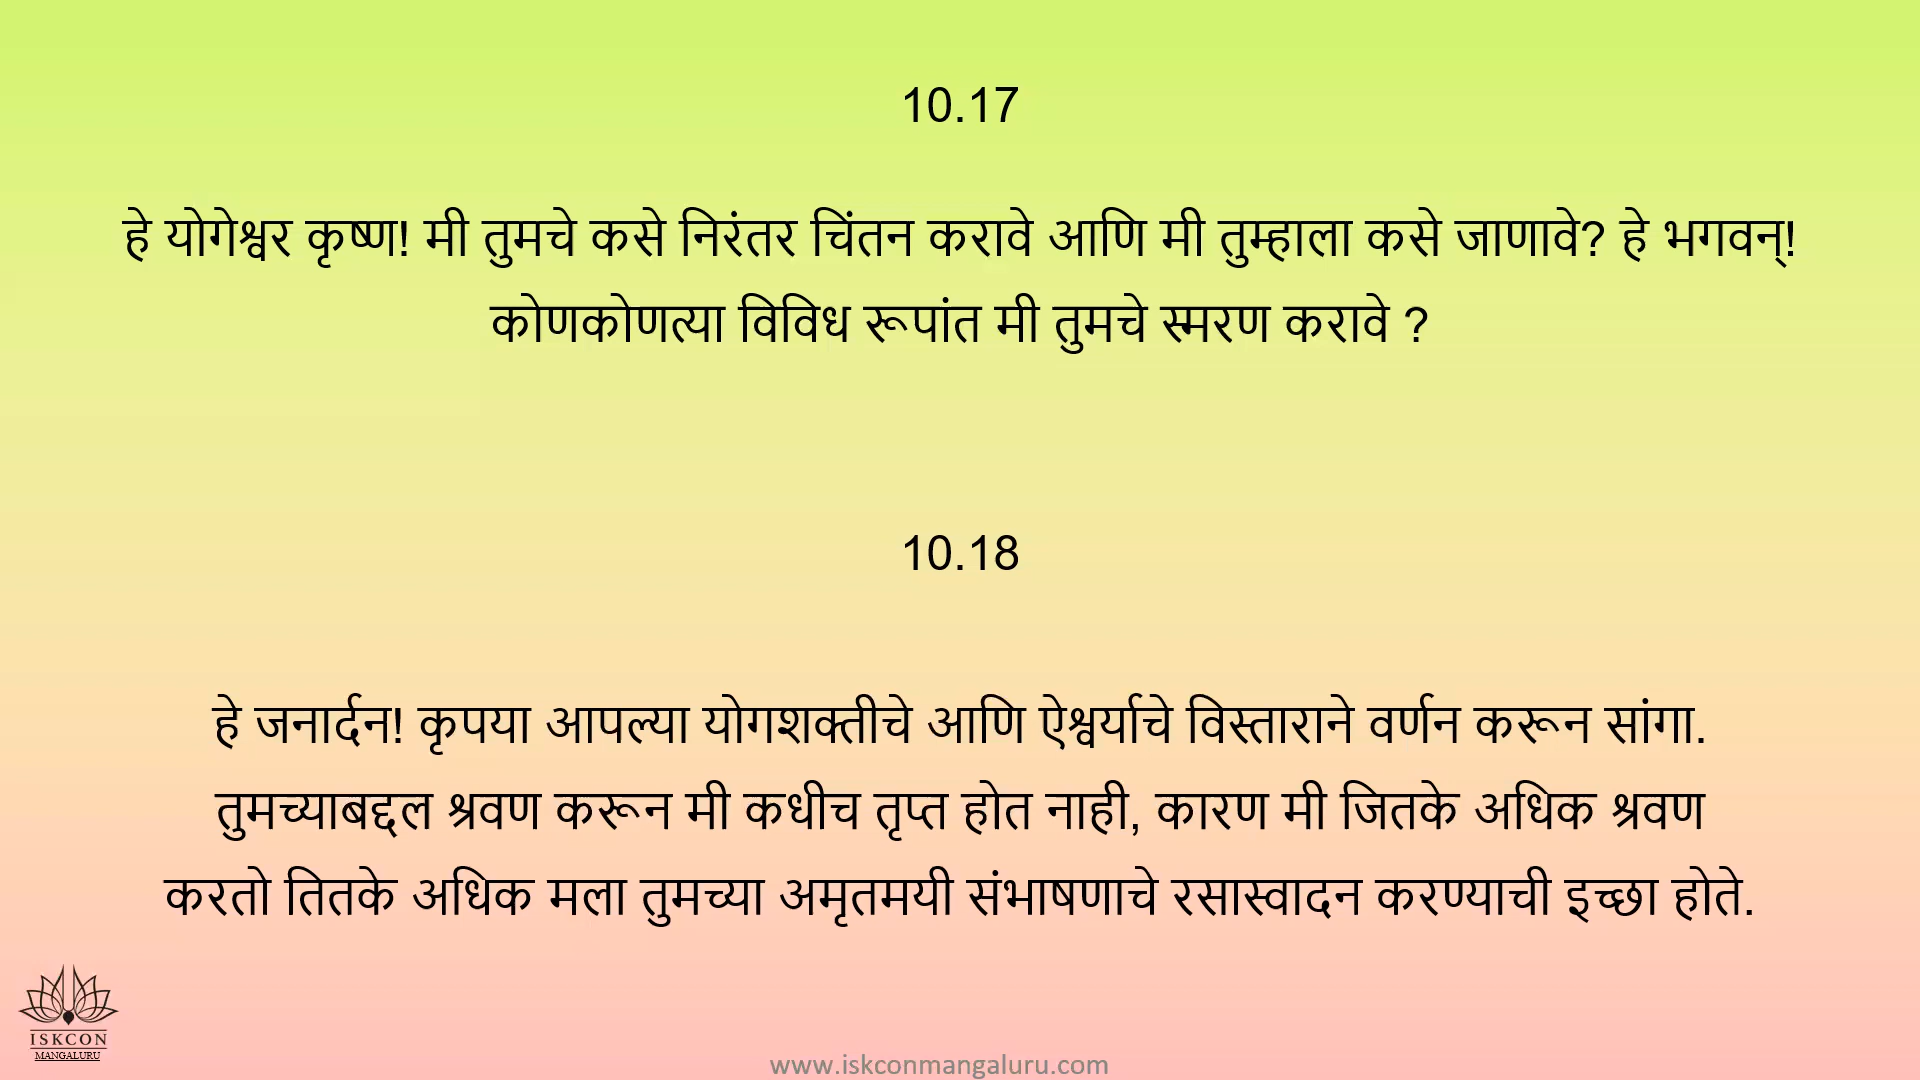 10.17
हे योगेश्वर कृष्ण! मी तुमचे कसे निरंतर चिंतन करावे आणि मी तुम्हाला कसे जाणावे? हे भगवन्!
कोणकोणत्या विविध रूपांत मी तुमचे स्मरण करावे ?
10.18
हे जनार्दन! कृपया आपल्या योगशक्तीचे आणि ऐश्वर्याचे विस्ताराने वर्णन करून सांगा.
तुमच्याबद्दल श्रवण करून मी कधीच तृप्त होत नाही, कारण मी जितके अधिक श्रवण
करतो तितके अधिक मला तुमच्या अमृतमयी संभाषणाचे रसास्वादन करण्याची इच्छा होते.
ISKCON
MANGALURU
www.iskconmangaluru.com